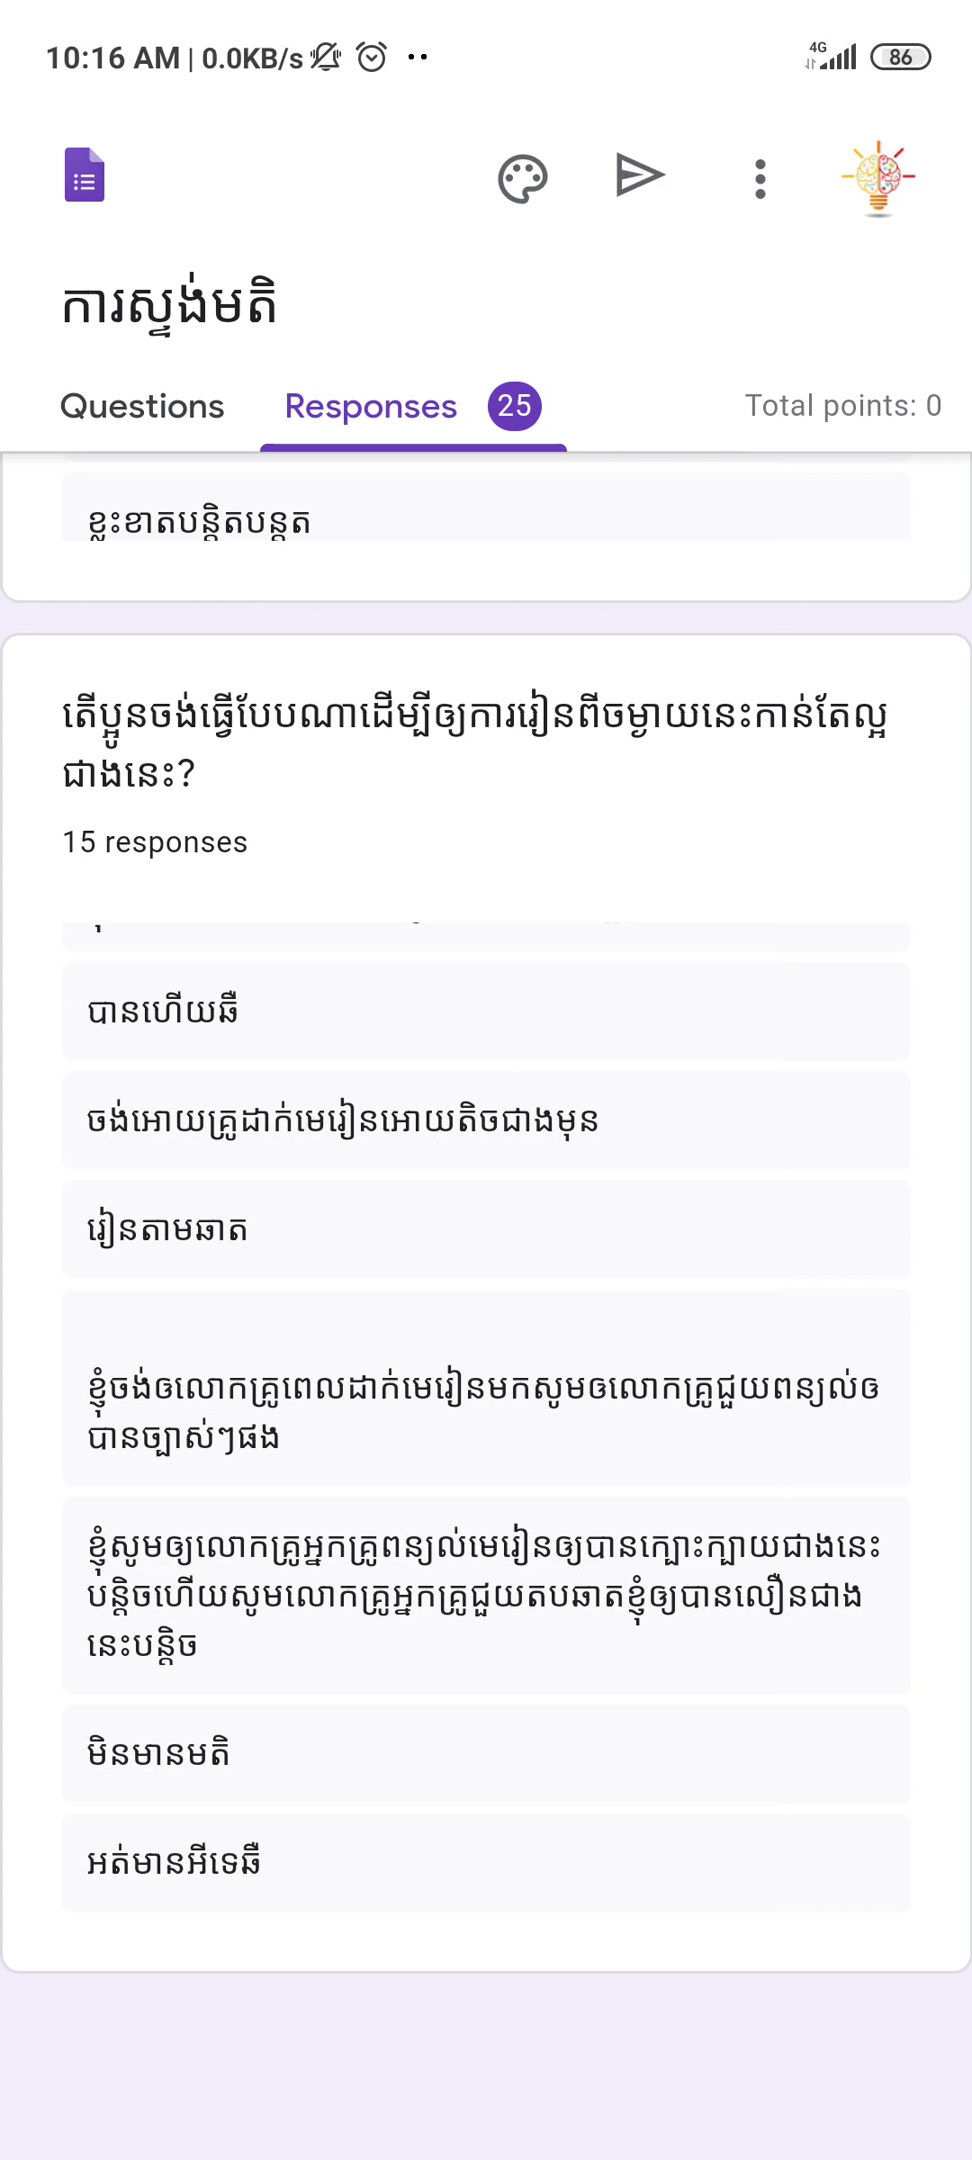 10:16 AM | 0.0KB/s
4G
86
ការស្ទង់មតិ
Questions
Responses 25
Total points: 0
ខ្លះខាតបន្តិតបន្តួត
តើប្អូនចង់ធ្វើបែបណាដើម្បីឲ្យការរៀនពីចម្ងាយនេះកាន់តែល្អ
ជាងនេះ?
15 responses
បានហើយឆឺ
ចង់អោយគ្រូដាក់មេរៀនអោយតិចជាងមុន
រៀនតាមឆាត
ខ្ញុំចង់ឲលោកគ្រូពេលដាក់មេរៀនមកសូមឲលោកគ្រូជួយពន្យល់ឲ
បានច្បាស់ៗផង
ខ្ញុំសូមឲ្យលោកគ្រូអ្នកគ្រូពន្យល់មេរៀនឲ្យបានក្បោះក្បាយជាងនេះ
បន្តិចហើយសូមលោកគ្រូអ្នកគ្រូជួយតបឆាតខ្ញុំឲ្យបានលឿនជាង
នេះបន្តិច
មិនមានមតិ
អត់មានអីទេឆឺ